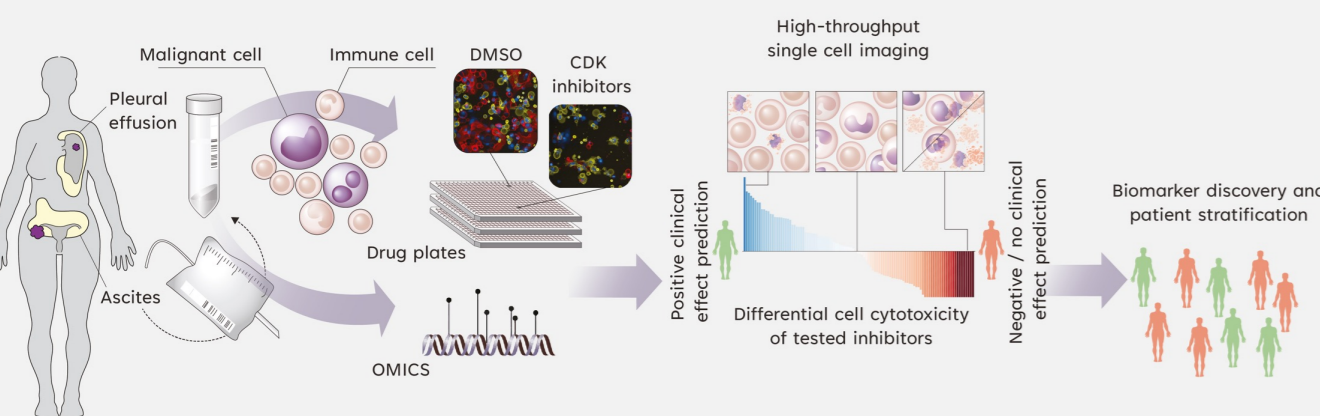 High-throughput
single cell imaging
Malignant cell
Immune cell
DMSO
CDK
inhibitors
Pleural
effusion
Drug plates
Ascites
OMICS
Positive clinical
effect prediction
Differential cell cytotoxicity
of tested inhibitors
Negative / no clinical
effect prediction
Biomarker discovery and
patient stratification